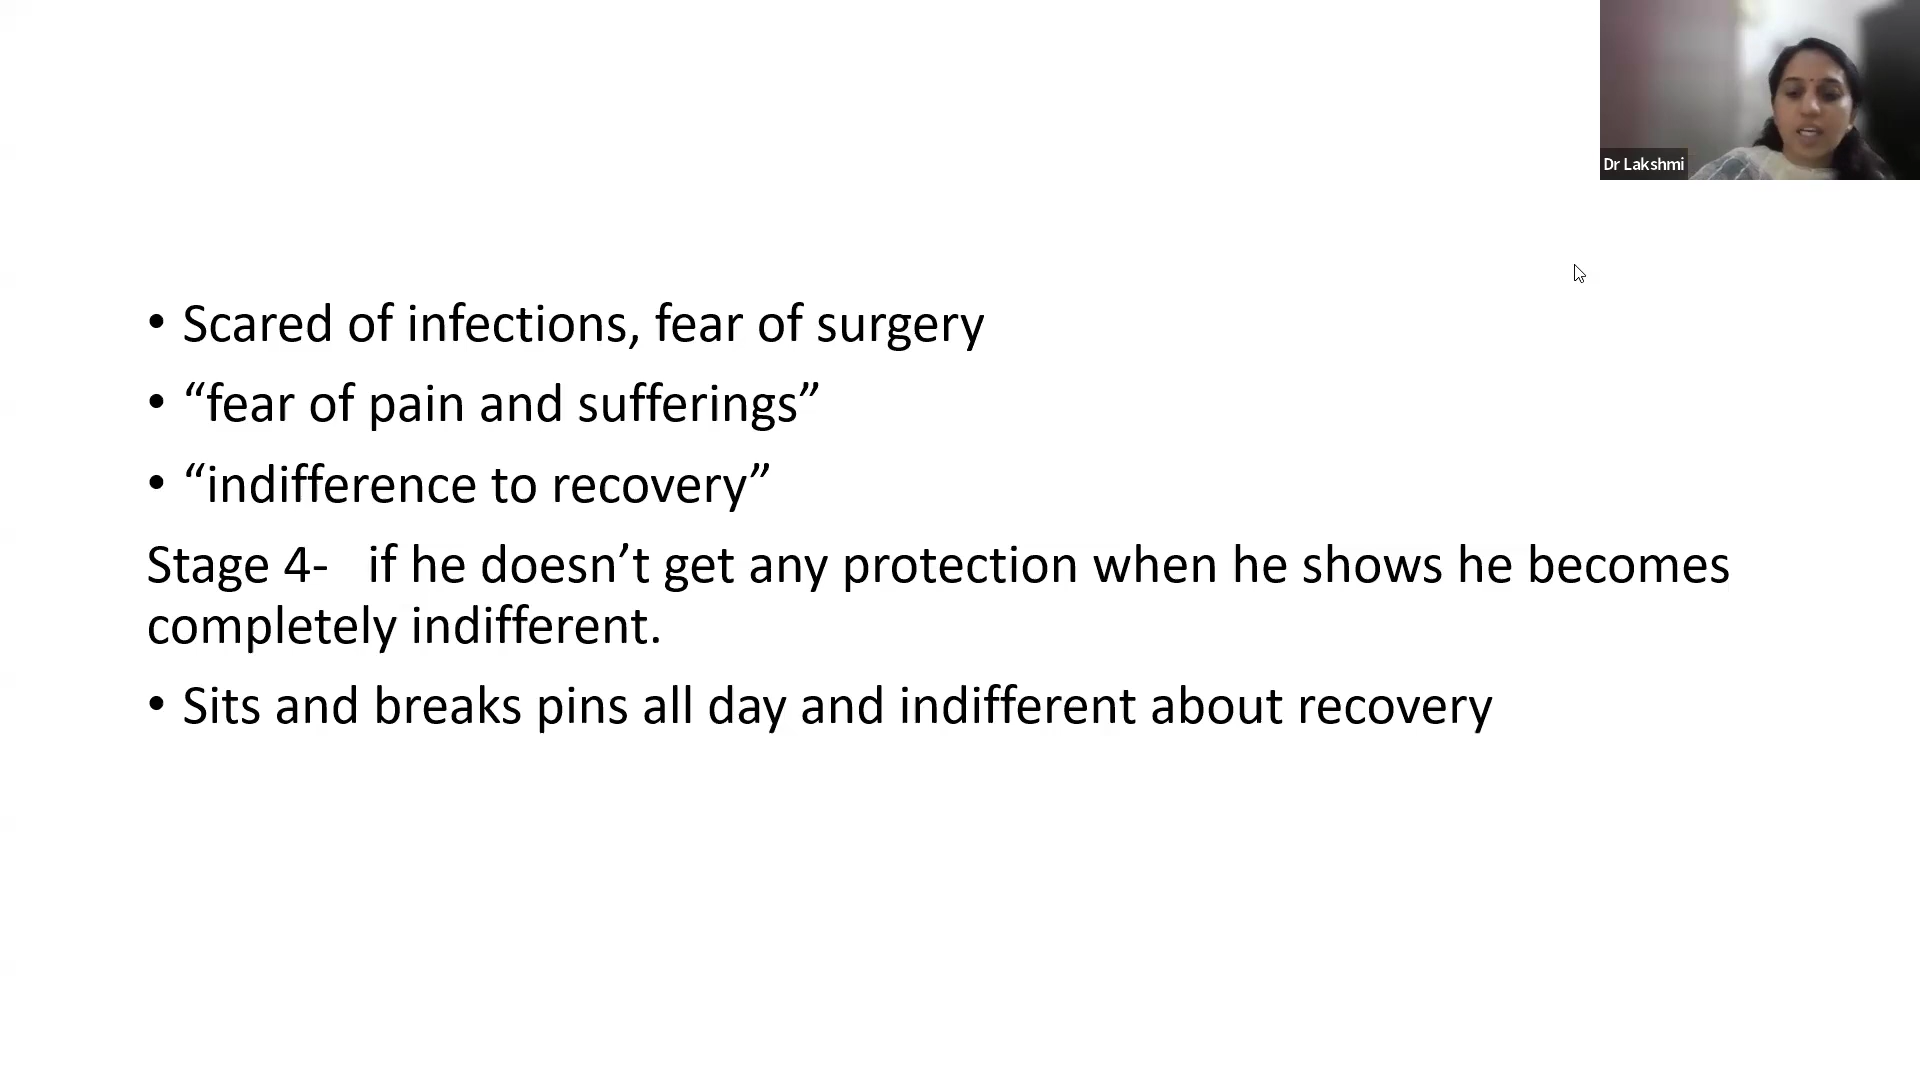 Dr Lakshmi
• Scared of infections, fear of surgery
• “fear of pain and sufferings”
• “indifference to recovery”
Stage 4-   if he doesn’t get any protection when he shows he becomes
completely indifferent.
• Sits and breaks pins all day and indifferent about recovery